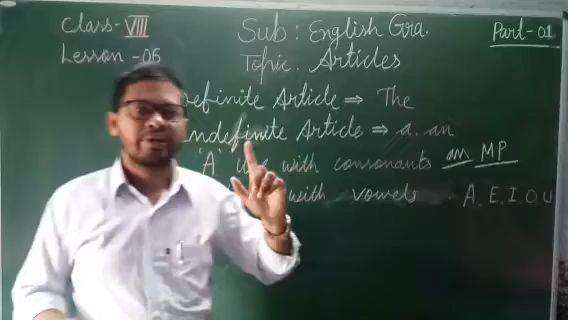 Class- VIII
Sub : English Gra.
Part - 01
Lesson - 06
Topic. Articles
efinite Article ⇒ The
ndefinite Article ⇒ a. an
"A" use with consonants an MP
with vowels - A, E, I, O, U